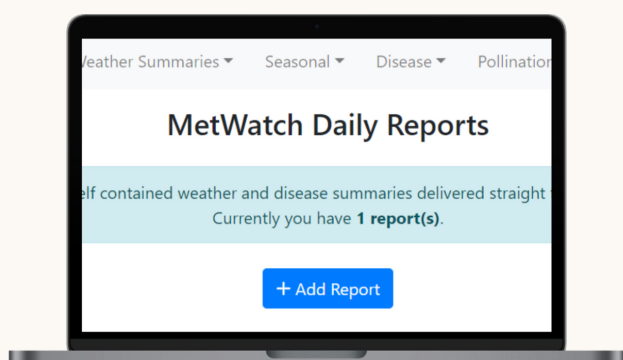 Weather Summaries Seasonal Disease Pollination
MetWatch Daily Reports
elf contained weather and disease summaries delivered straight
Currently you have 1 report(s).
+ Add Report